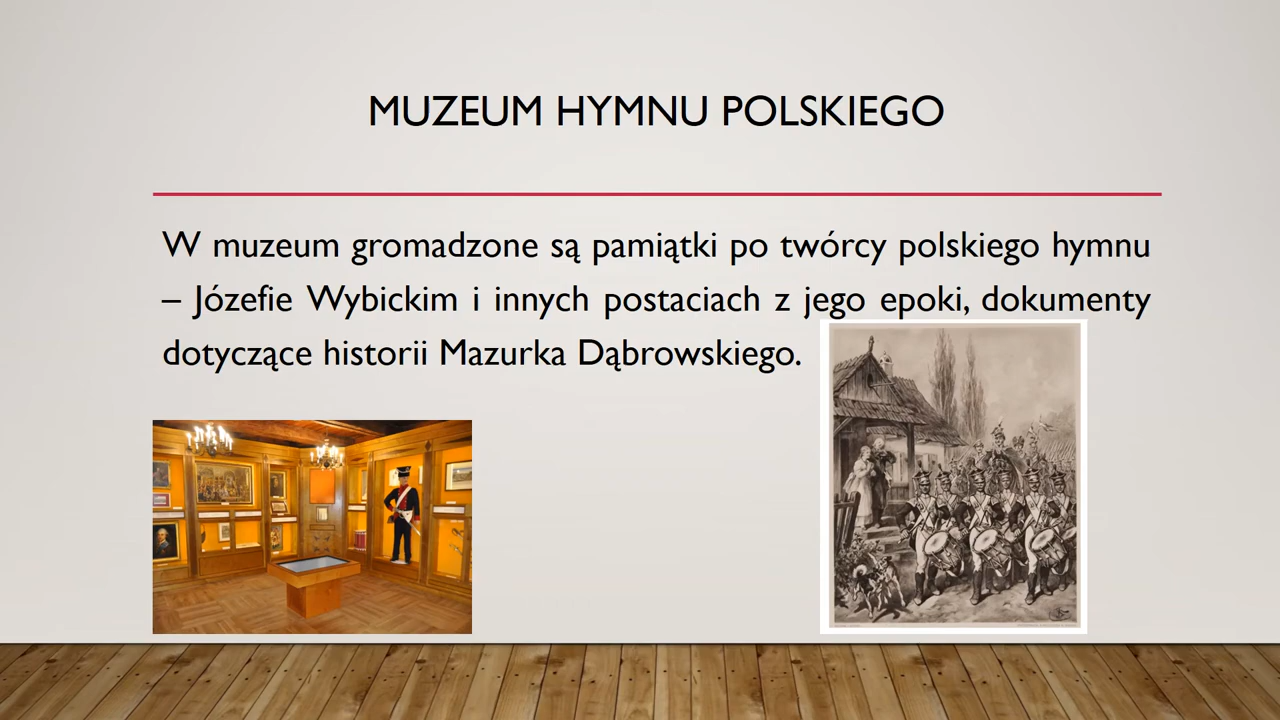 MUZEUM HYMNU POLSKIEGO
W muzeum gromadzone są pamiątki po twórcy polskiego hymnu
– Józefie Wybickim i innych postaciach z jego epoki, dokumenty
dotyczące historii Mazurka Dąbrowskiego.